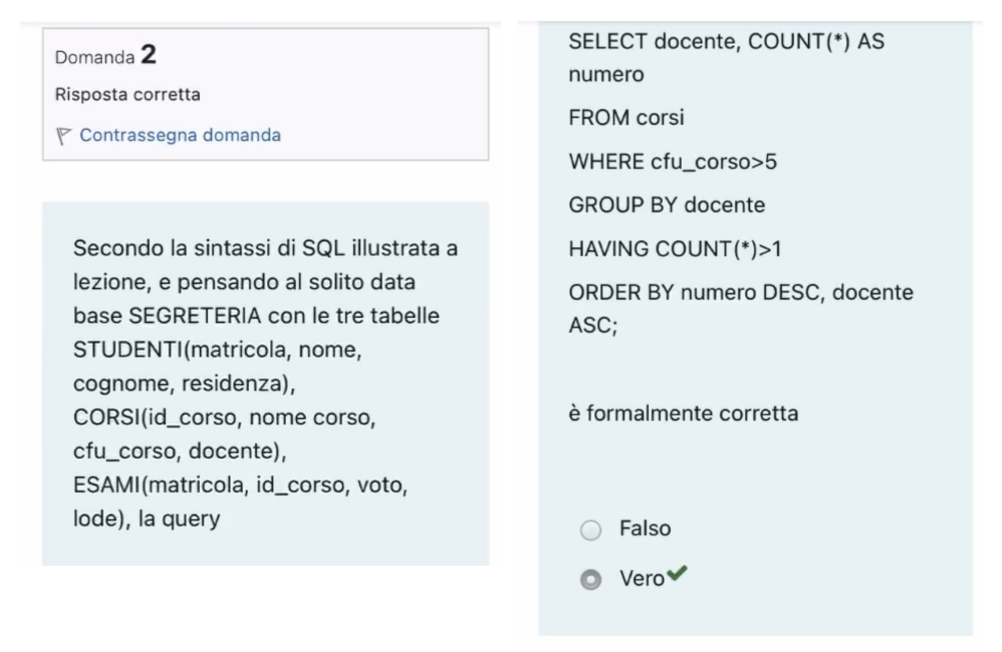 Domanda 2
Risposta corretta
Contrassegna domanda
Secondo la sintassi di SQL illustrata a
lezione, e pensando al solito data
base SEGRETERIA con le tre tabelle
STUDENTI(matricola, nome,
cognome, residenza),
CORSI(id_corso, nome corso,
cfu_corso, docente),
ESAMI(matricola, id_corso, voto,
lode), la query
SELECT docente, COUNT(*) AS
numero
FROM corsi
WHERE cfu_corso>5
GROUP BY docente
HAVING COUNT(*)>1
ORDER BY numero DESC, docente
ASC;
è formalmente corretta
Falso
Vero